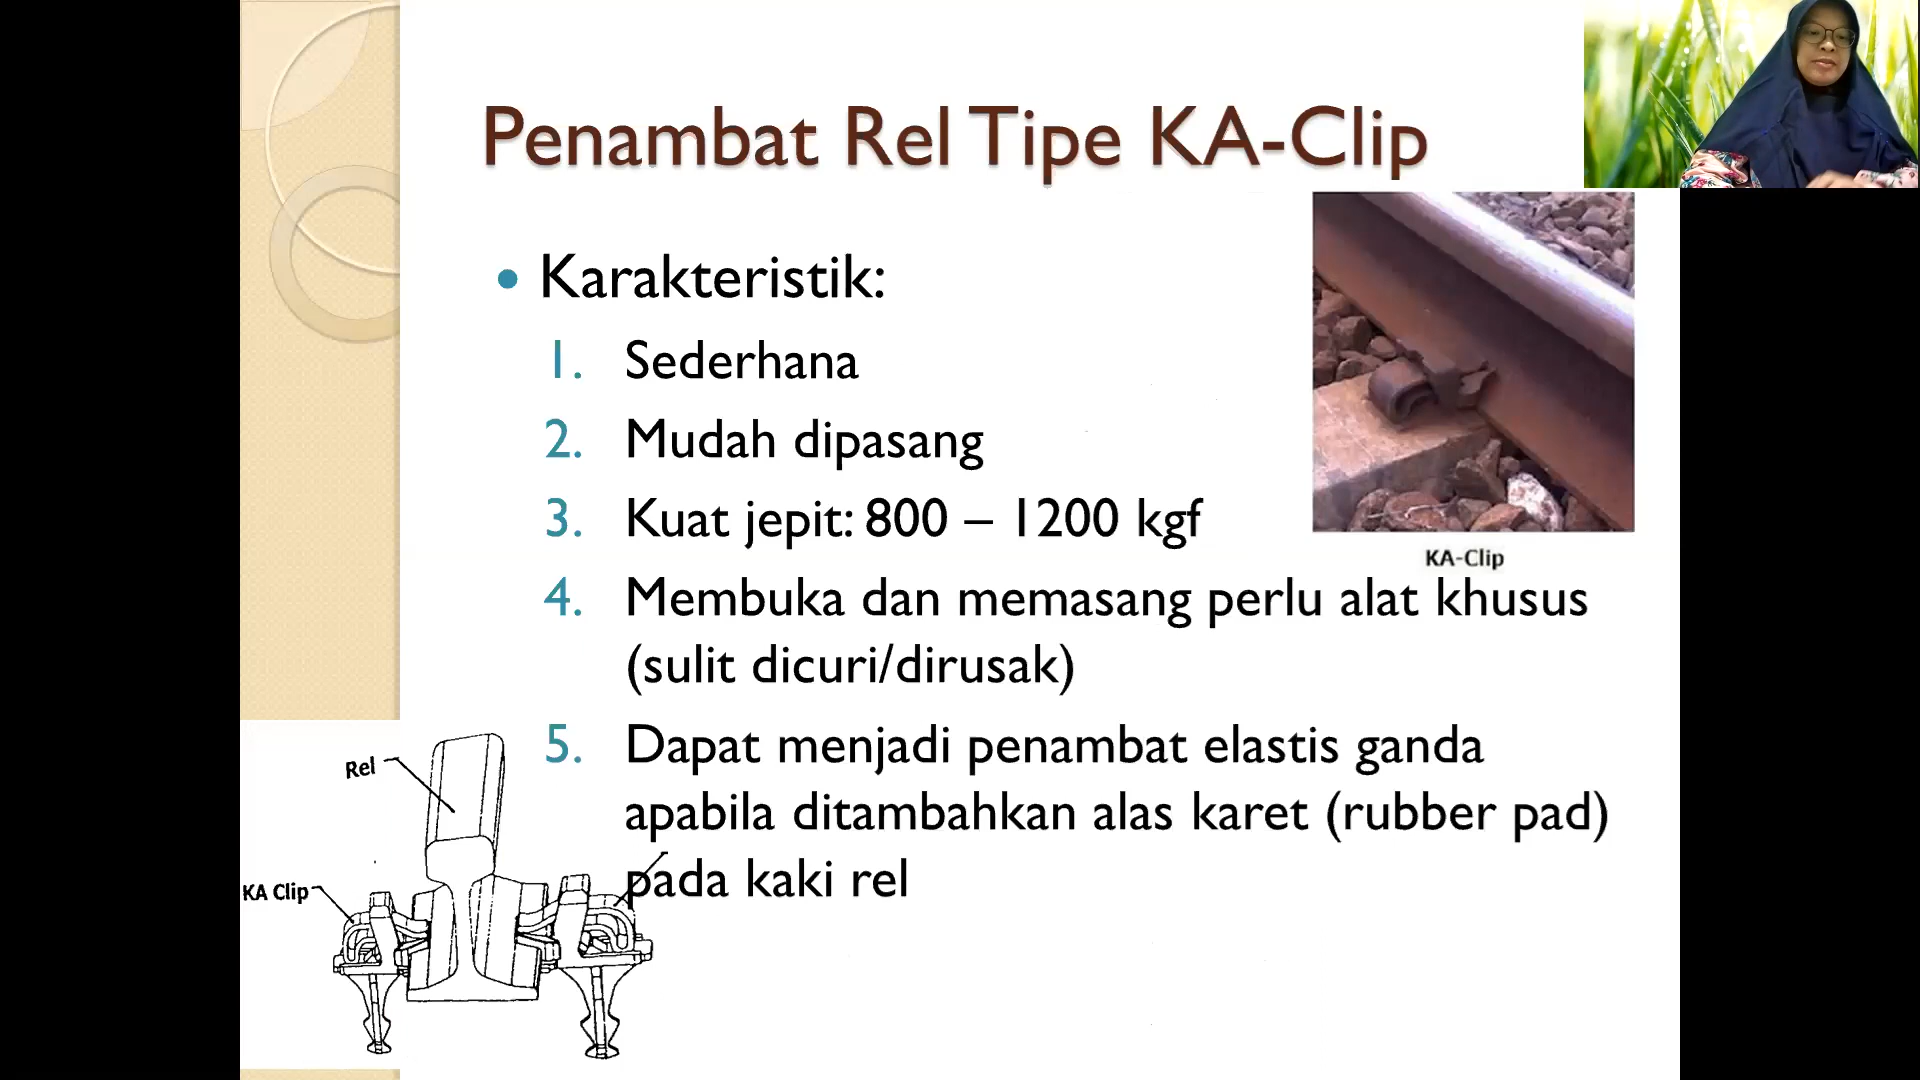 Penambat Rel Tipe KA-Clip
• Karakteristik:
1. Sederhana
2. Mudah dipasang
3. Kuat jepit: 800 – 1200 kgf
KA-Clip
4. Membuka dan memasang perlu alat khusus
(sulit dicuri/dirusak)
5. Dapat menjadi penambat elastis ganda
apabila ditambahkan alas karet (rubber pad)
pada kaki rel
Rel
KA Clip